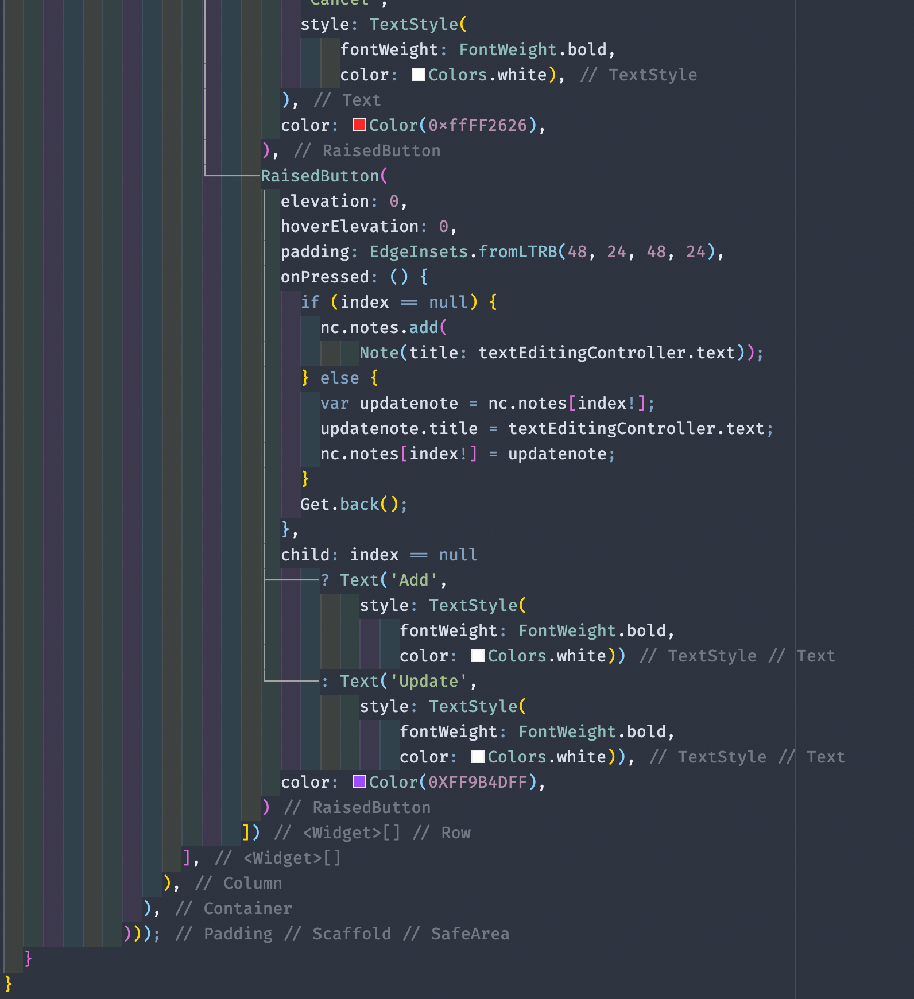 'Cancel',
style: TextStyle(
fontWeight: FontWeight.bold,
color: Colors.white), // TextStyle
), // Text
color: Color(0xffFF2626),
), // RaisedButton
RaisedButton(
elevation: 0,
hoverElevation: 0,
padding: EdgeInsets.fromLTRB(48, 24, 48, 24),
onPressed: () {
if (index == null) {
nc.notes.add(
Note(title: textEditingController.text));
} else {
var updatenote = nc.notes[index!];
updatenote.title = textEditingController.text;
nc.notes[index!] = updatenote;
}
Get.back();
},
child: index == null
? Text('Add',
style: TextStyle(
fontWeight: FontWeight.bold,
color: Colors.white)) // TextStyle // Text
: Text('Update',
style: TextStyle(
fontWeight: FontWeight.bold,
color: Colors.white)), // TextStyle // Text
color: Color(0XFF9B4DFF),
) // RaisedButton
]) // <Widget>[] // Row
], // <Widget>[]
), // Column
), // Container
))); // Padding // Scaffold // SafeArea
}
}